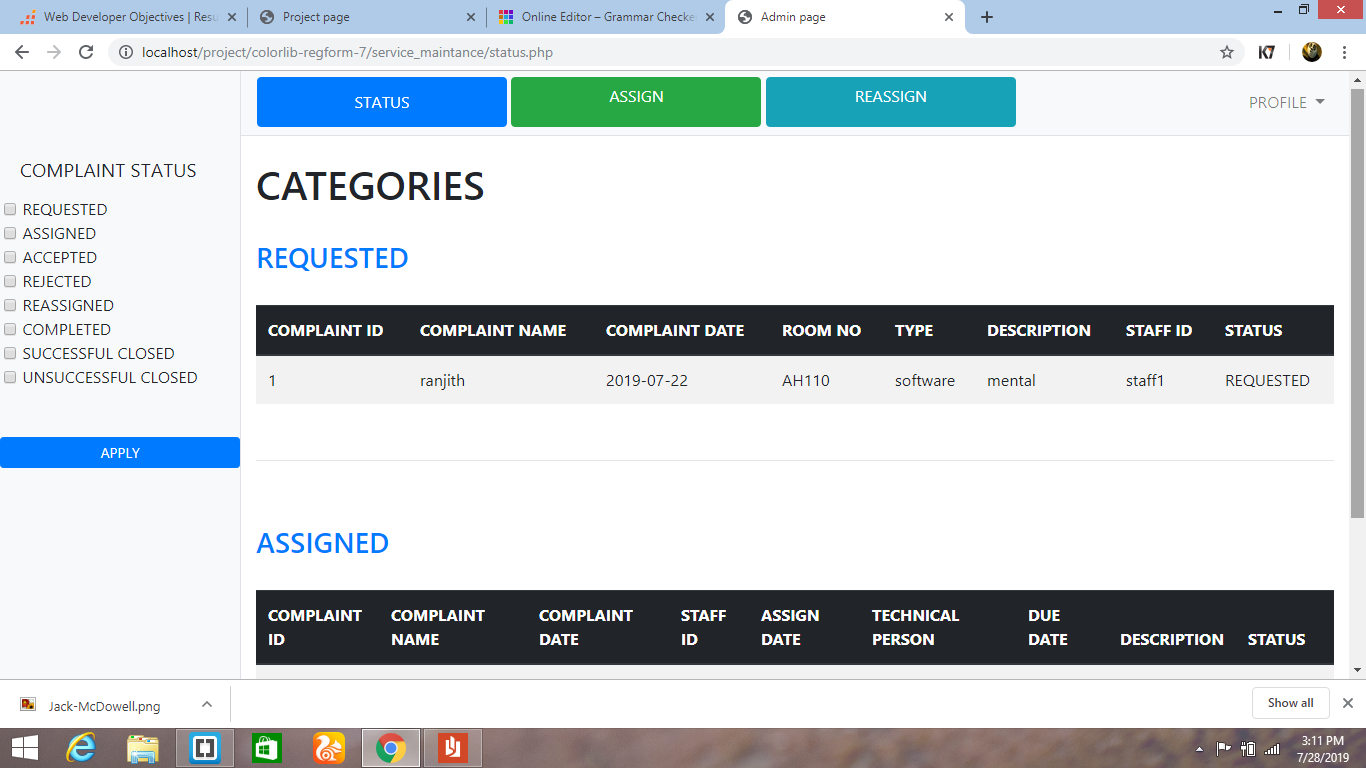 Web Developer Objectives | Resu
Project page
Online Editor – Grammar Checke
Admin page
localhost/project/colorlib-regform-7/service_maintance/status.php
K7
STATUS
ASSIGN
REASSIGN
PROFILE
COMPLAINT STATUS
REQUESTED
ASSIGNED
ACCEPTED
REJECTED
REASSIGNED
COMPLETED
SUCCESSFUL CLOSED
UNSUCCESSFUL CLOSED
APPLY
CATEGORIES
REQUESTED
COMPLAINT ID COMPLAINT NAME COMPLAINT DATE ROOM NO TYPE DESCRIPTION STAFF ID STATUS
1 ranjith 2019-07-22 AH110 software mental staff1 REQUESTED
ASSIGNED
COMPLAINT COMPLAINT COMPLAINT STAFF ASSIGN TECHNICAL DUE
ID NAME DATE ID DATE PERSON DATE DESCRIPTION STATUS
Jack-McDowell.png
Show all
3:11 PM
7/28/2019